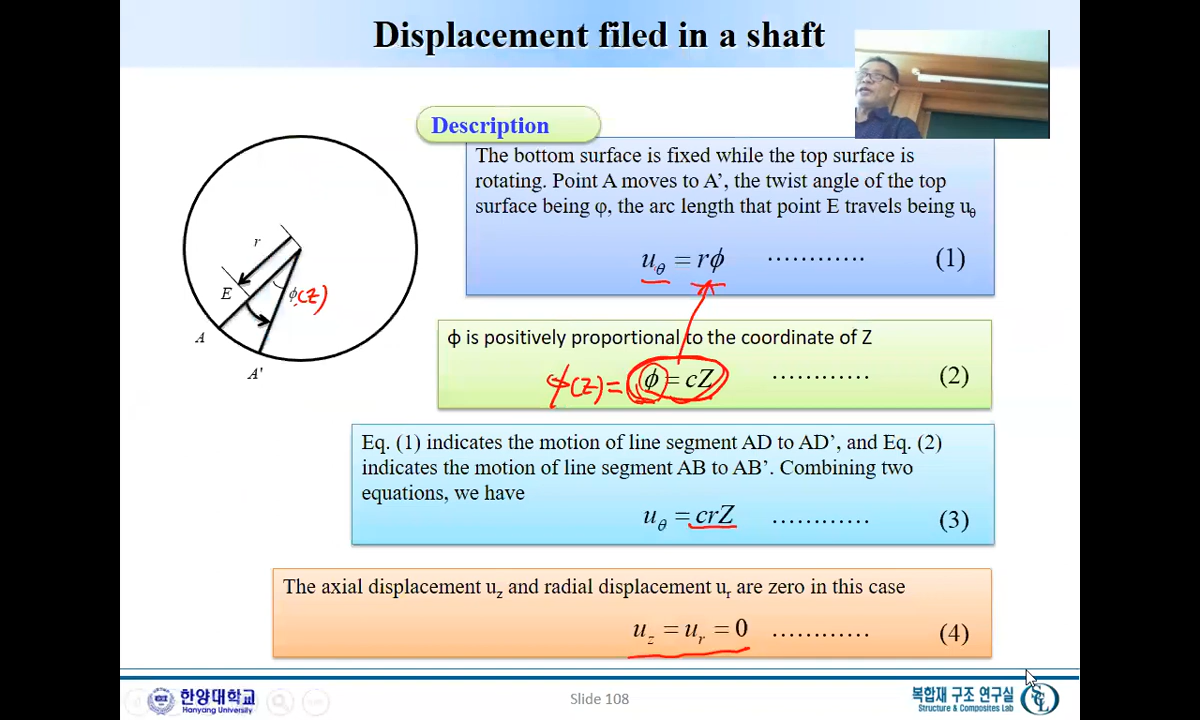 Displacement filed in a shaft
Description
The bottom surface is fixed while the top surface is
rotating. Point A moves to A’, the twist angle of the top
surface being φ, the arc length that point E travels being uθ
uθ = rϕ ………… (1)
r
E
ϕ(Z)
A
A'
ϕ is positively proportional to the coordinate of Z
ϕ(Z)= ϕ = cZ ………… (2)
Eq. (1) indicates the motion of line segment AD to AD’, and Eq. (2)
indicates the motion of line segment AB to AB’. Combining two
equations, we have
uθ = crZ ………… (3)
The axial displacement uz and radial displacement ur are zero in this case
uz = ur = 0 ………… (4)
한양대학교
Hanyang University
Slide 108
복합재 구조 연구실
Structure & Composites Lab